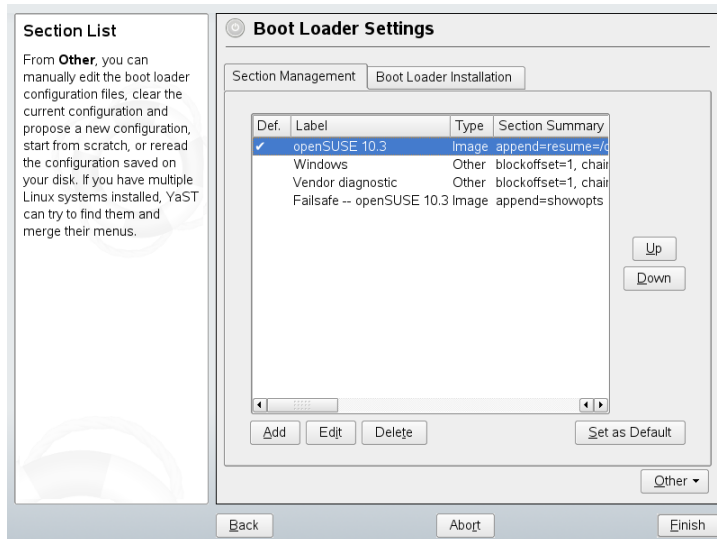 Section List
From Other, you can
manually edit the boot loader
configuration files, clear the
current configuration and
propose a new configuration,
start from scratch, or reread
the configuration saved on
your disk. If you have multiple
Linux systems installed, YaST
can try to find them and
merge their menus.
Boot Loader Settings
Section Management Boot Loader Installation
Def. Label Type Section Summary
✔ openSUSE 10.3 Image append=resume=/d
Windows Other blockoffset=1, chair
Vendor diagnostic Other blockoffset=1, chair
Failsafe -- openSUSE 10.3 Image append=showopts
Up
Down
Add Edit Delete Set as Default
Other
Back Abort Finish